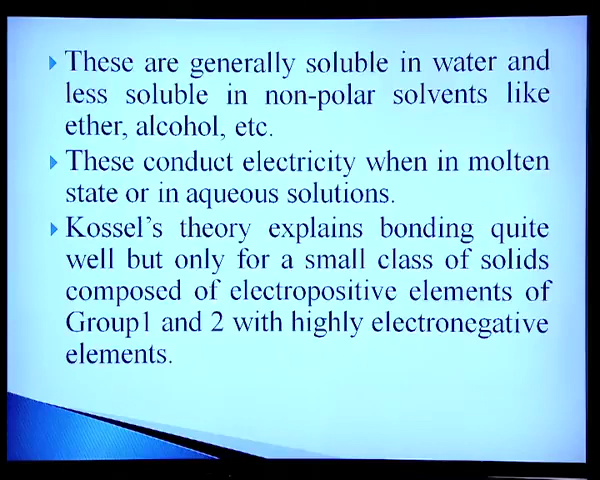 These are generally soluble in water and
less soluble in non-polar solvents like
ether, alcohol, etc.
These conduct electricity when in molten
state or in aqueous solutions.
Kossel's theory explains bonding quite
well but only for a small class of solids
composed of electropositive elements of
Group1 and 2 with highly electronegative
elements.